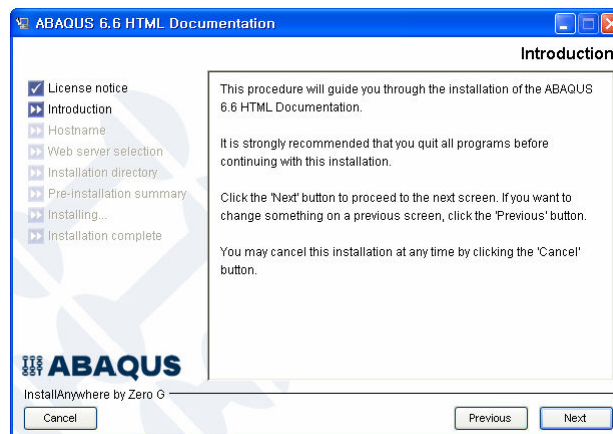 ABAQUS 6.6 HTML Documentation
Introduction
License notice
Introduction
Hostname
Web server selection
Installation directory
Pre-installation summary
Installing...
Installation complete
This procedure will guide you through the installation of the ABAQUS
6.6 HTML Documentation.
It is strongly recommended that you quit all programs before
continuing with this installation.
Click the 'Next' button to proceed to the next screen. If you want to
change something on a previous screen, click the 'Previous' button.
You may cancel this installation at any time by clicking the 'Cancel'
button.
ABAQUS
InstallAnywhere by Zero G
Cancel
Previous
Next